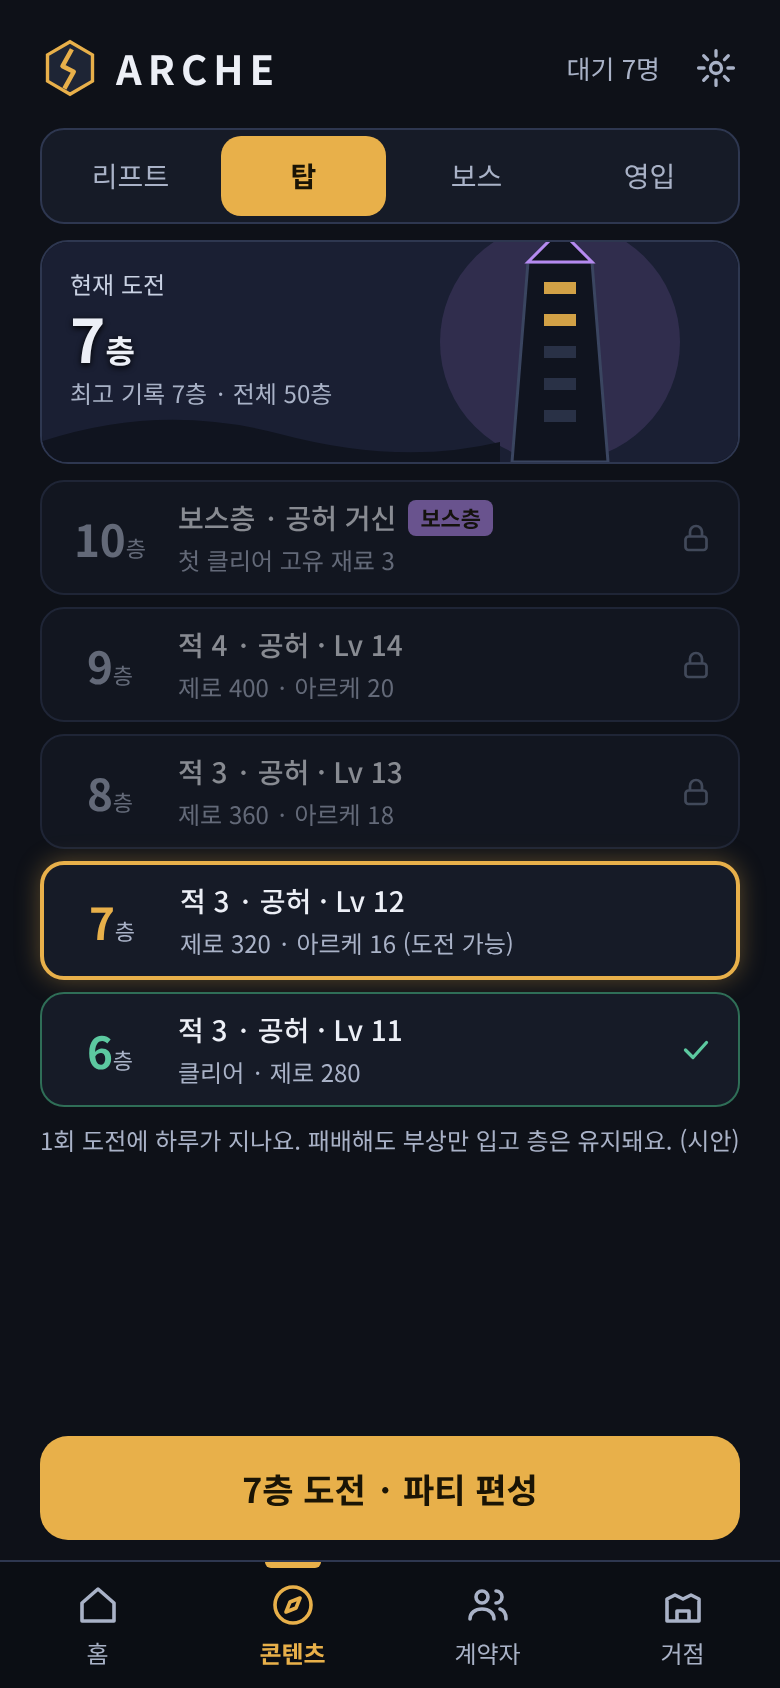 ARCHE
대기 7명
리프트
탑
보스
영입
현재 도전
7층
최고 기록 7층 · 전체 50층
10층
보스층 · 공허 거신 보스층
첫 클리어 고유 재료 3
9층
적 4 · 공허 · Lv 14
제로 400 · 아르케 20
8층
적 3 · 공허 · Lv 13
제로 360 · 아르케 18
7층
적 3 · 공허 · Lv 12
제로 320 · 아르케 16 (도전 가능)
6층
적 3 · 공허 · Lv 11
클리어 · 제로 280
1회 도전에 하루가 지나요. 패배해도 부상만 입고 층은 유지돼요. (시안)
7층 도전 · 파티 편성
홈
콘텐츠
계약자
거점